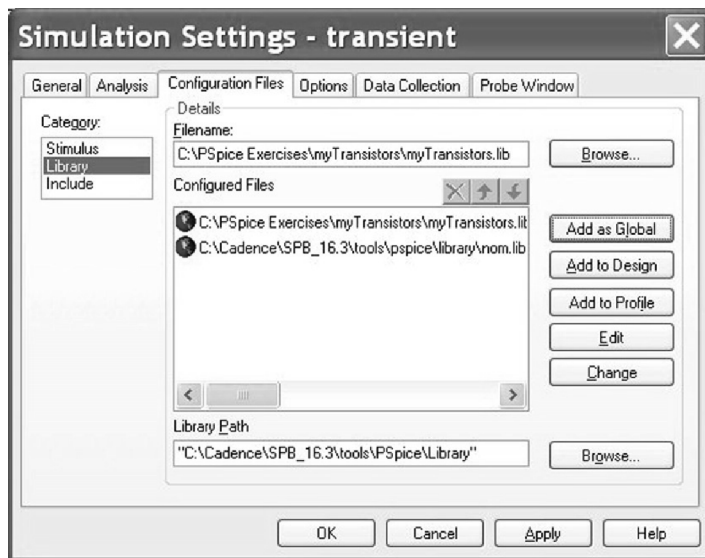 Simulation Settings - transient
General Analysis Configuration Files Options Data Collection Probe Window
Category:
Stimulus
Library
Include
Details
Filename:
C:\PSpice Exercises\myTransistors\myTransistors.lib
Browse...
Configured Files
C:\PSpice Exercises\myTransistors\myTransistors.lit
C:\Cadence\SPB_16.3\tools\pspice\library\nom.lib
Add as Global
Add to Design
Add to Profile
Edit
Change
Library Path
"C:\Cadence\SPB_16.3\tools\PSpice\Library"
Browse...
OK Cancel Apply Help